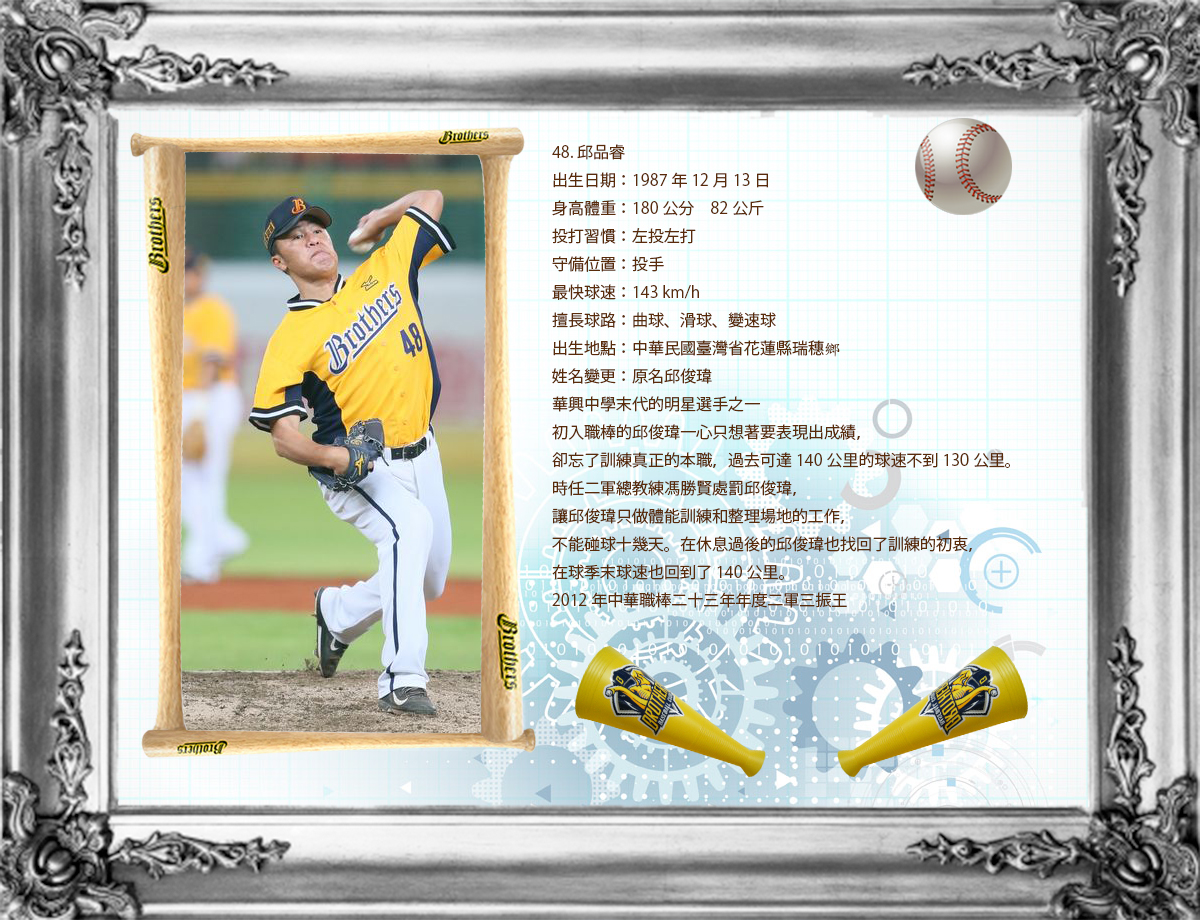 Brothers
Brothers
B
Brothers
48
Brothers
Brothers
48. 邱品睿
出生日期：1987 年 12 月 13 日
身高體重：180 公分 82 公斤
投打習慣：左投左打
守備位置：投手
最快球速：143 km/h
擅長球路：曲球、滑球、變速球
出生地點：中華民國臺灣省花蓮縣瑞穗鄉
姓名變更：原名邱俊瑋
華興中學末代的明星選手之一
初入職棒的邱俊瑋一心只想著要表現出成績，
卻忘了訓練真正的本職，過去可達 140 公里的球速不到 130 公里。
時任二軍總教練馮勝賢處罰邱俊瑋，
讓邱俊瑋只做體能訓練和整理場地的工作，
不能碰球十幾天。在休息過後的邱俊瑋也找回了訓練的初衷，
在球季末球速也回到了 140 公里。
2012 年中華職棒二十三年年度二軍三振王